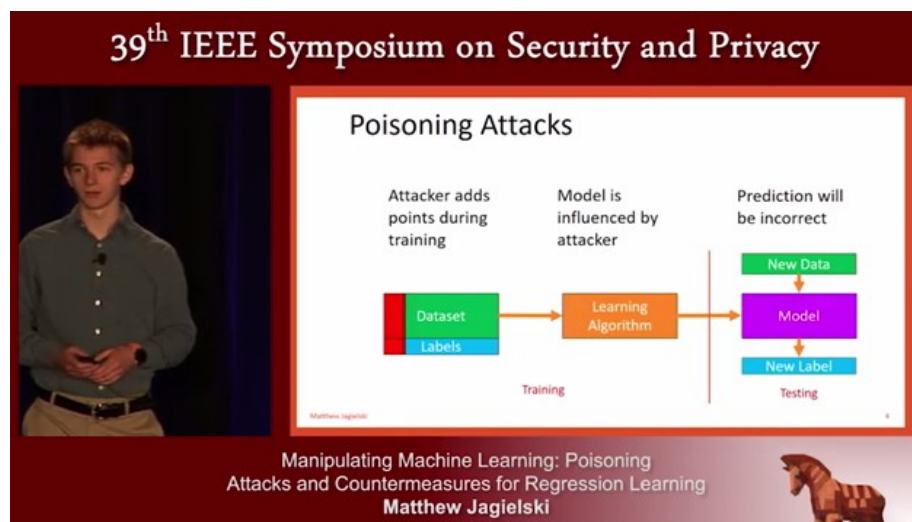 39th IEEE Symposium on Security and Privacy
Poisoning Attacks
Attacker adds
points during
training
Model is
influenced by
attacker
Prediction will
be incorrect
New Data
Dataset
Labels
Learning
Algorithm
Model
New Label
Training
Testing
Matthew Jagielski
4
Manipulating Machine Learning: Poisoning
Attacks and Countermeasures for Regression Learning
Matthew Jagielski